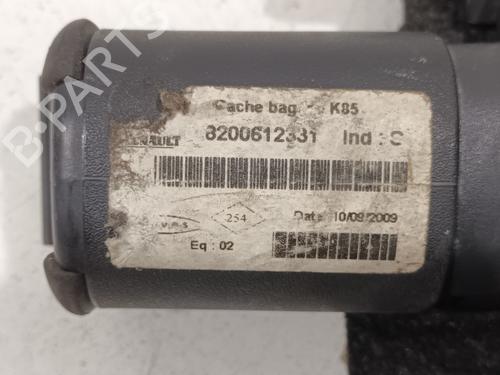 B-PARTS
Cache bag K85
RENAULT 8200612331 Ind : C
254 Date 10/09/2009
Eq : 02